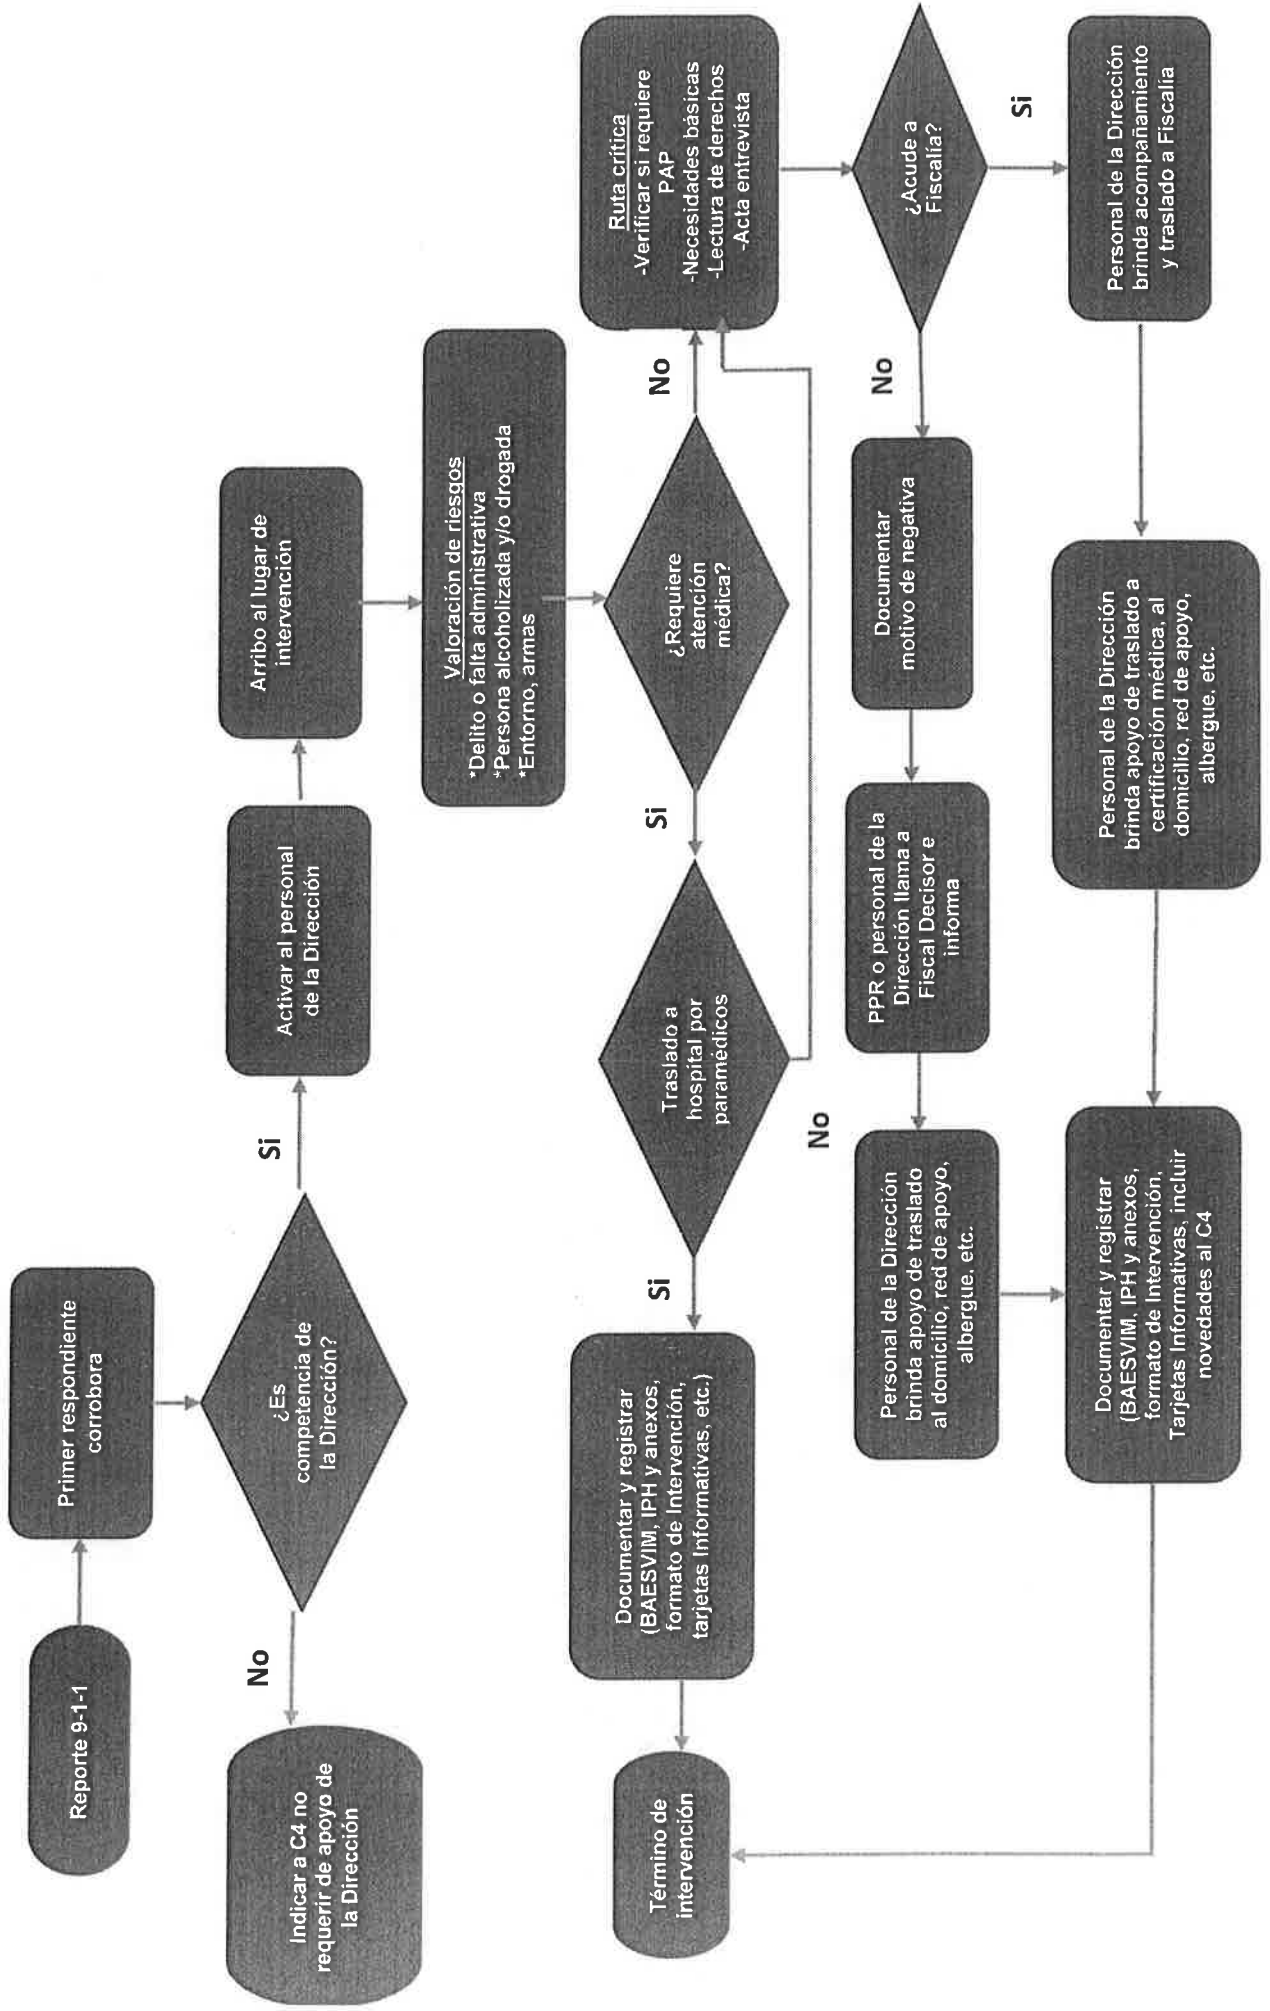 Reporte 9-1-1
Primer respondiente
corrobora
¿Es
competencia de
la Dirección?
No
Indicar a C4 no
requerir de apoyo de
la Dirección
Si
Activar al personal
de la Dirección
Arribo al lugar de
intervención
Valoración de riesgos
*Delito o falta administrativa
*Persona alcoholizada y/o drogada
*Entorno, armas
¿Requiere
atención
médica?
Si
No
Traslado a
hospital por
paramédicos
Si
No
Documentar y registrar
(BAESVIM, IPH y anexos,
formato de Intervención,
tarjetas Informativas, etc.)
Término de
intervención
Ruta crítica
-Verificar si requiere
PAP
-Necesidades básicas
-Lectura de derechos
-Acta entrevista
¿Acude a
Fiscalía?
No
Si
Documentar
motivo de negativa
PPR o personal de la
Dirección llama a
Fiscal Decisor e
informa
Personal de la Dirección
brinda apoyo de traslado
al domicilio, red de apoyo,
albergue, etc.
Personal de la Dirección
brinda acompañamiento
y traslado a Fiscalía
Personal de la Dirección
brinda apoyo de traslado a
certificación médica, al
domicilio, red de apoyo,
albergue, etc.
Documentar y registrar
(BAESVIM, IPH y anexos,
formato de Intervención,
Tarjetas Informativas, incluir
novedades al C4